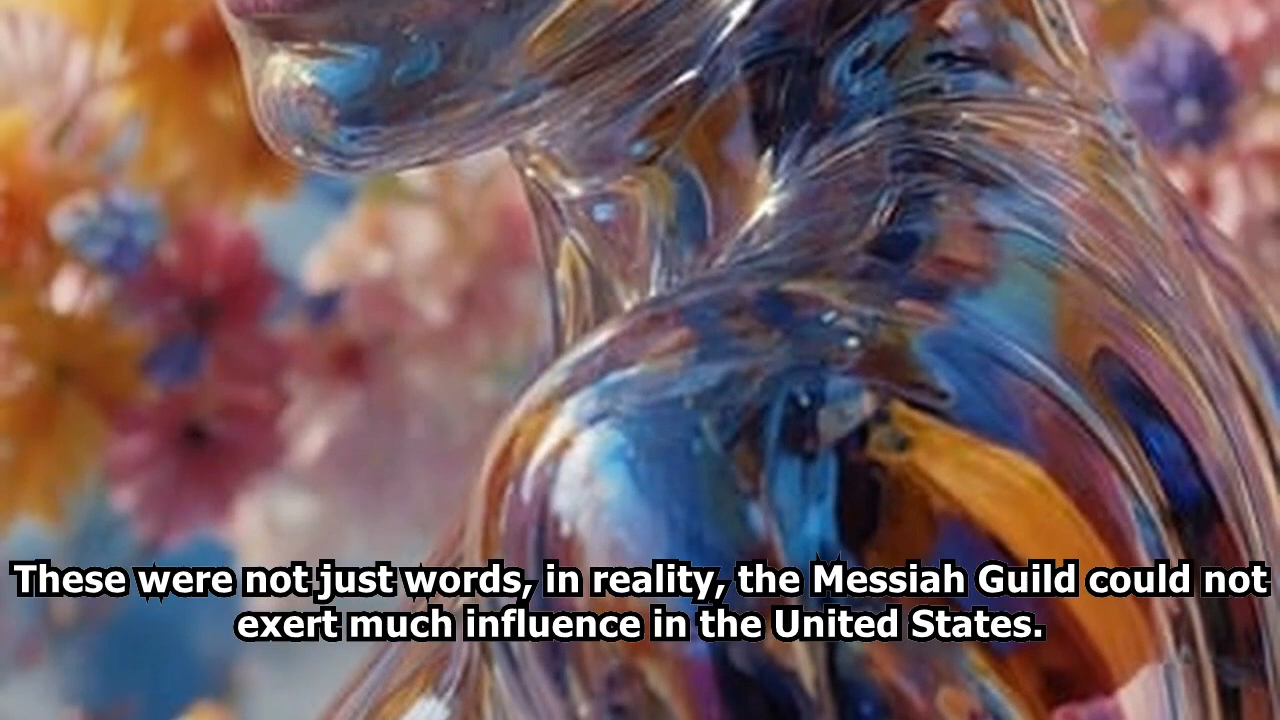 These were not just words, in reality, the Messiah Guild could not
exert much influence in the United States.